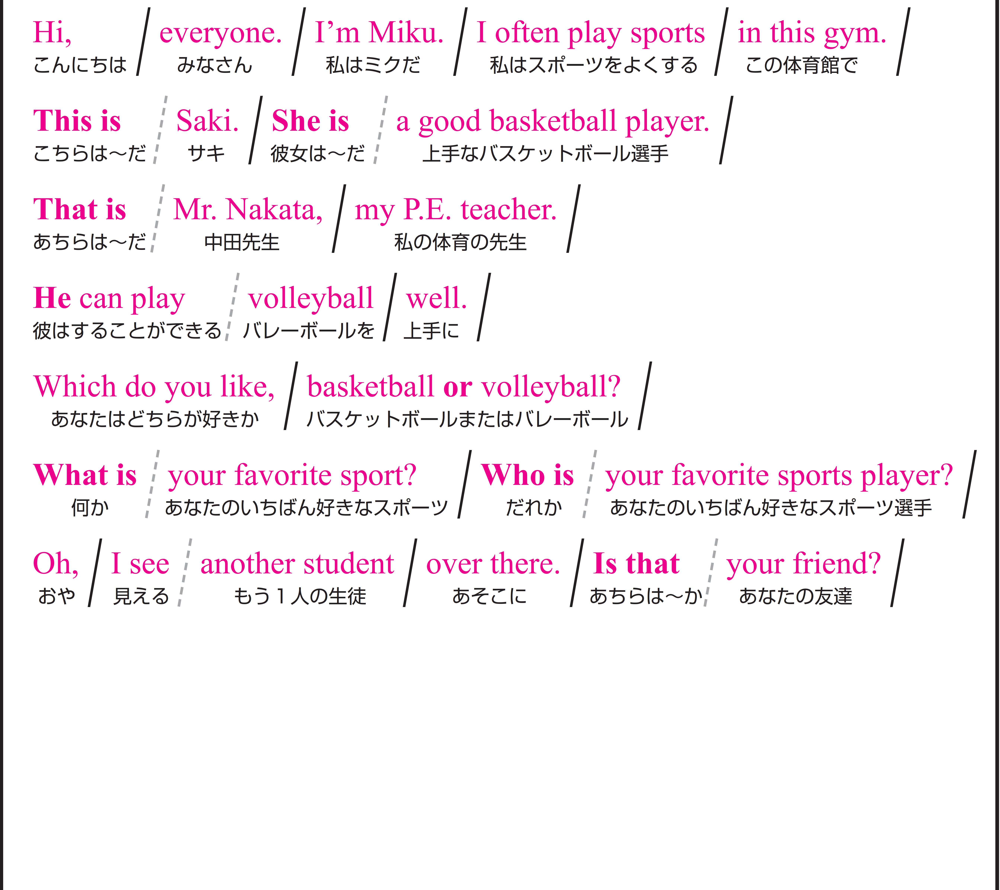 Hi, / everyone. / I’m Miku. / I often play sports / in this gym. /
こんにちは みなさん 私はミクだ 私はスポーツをよくする この体育館で
This is / Saki. / She is / a good basketball player. /
こちらは～だ サキ 彼女は～だ 上手なバスケットボール選手
That is / Mr. Nakata, / my P.E. teacher. /
あちらは～だ 中田先生 私の体育の先生
He can play / volleyball / well. /
彼はすることができる バレーボールを 上手に
Which do you like, / basketball or volleyball? /
あなたはどちらが好きか バスケットボールまたはバレーボール
What is / your favorite sport? / Who is / your favorite sports player? /
何か あなたのいちばん好きなスポーツ だれか あなたのいちばん好きなスポーツ選手
Oh, / I see / another student / over there. / Is that / your friend? /
おや 見える もう1人の生徒 あそこに あちらは～か あなたの友達